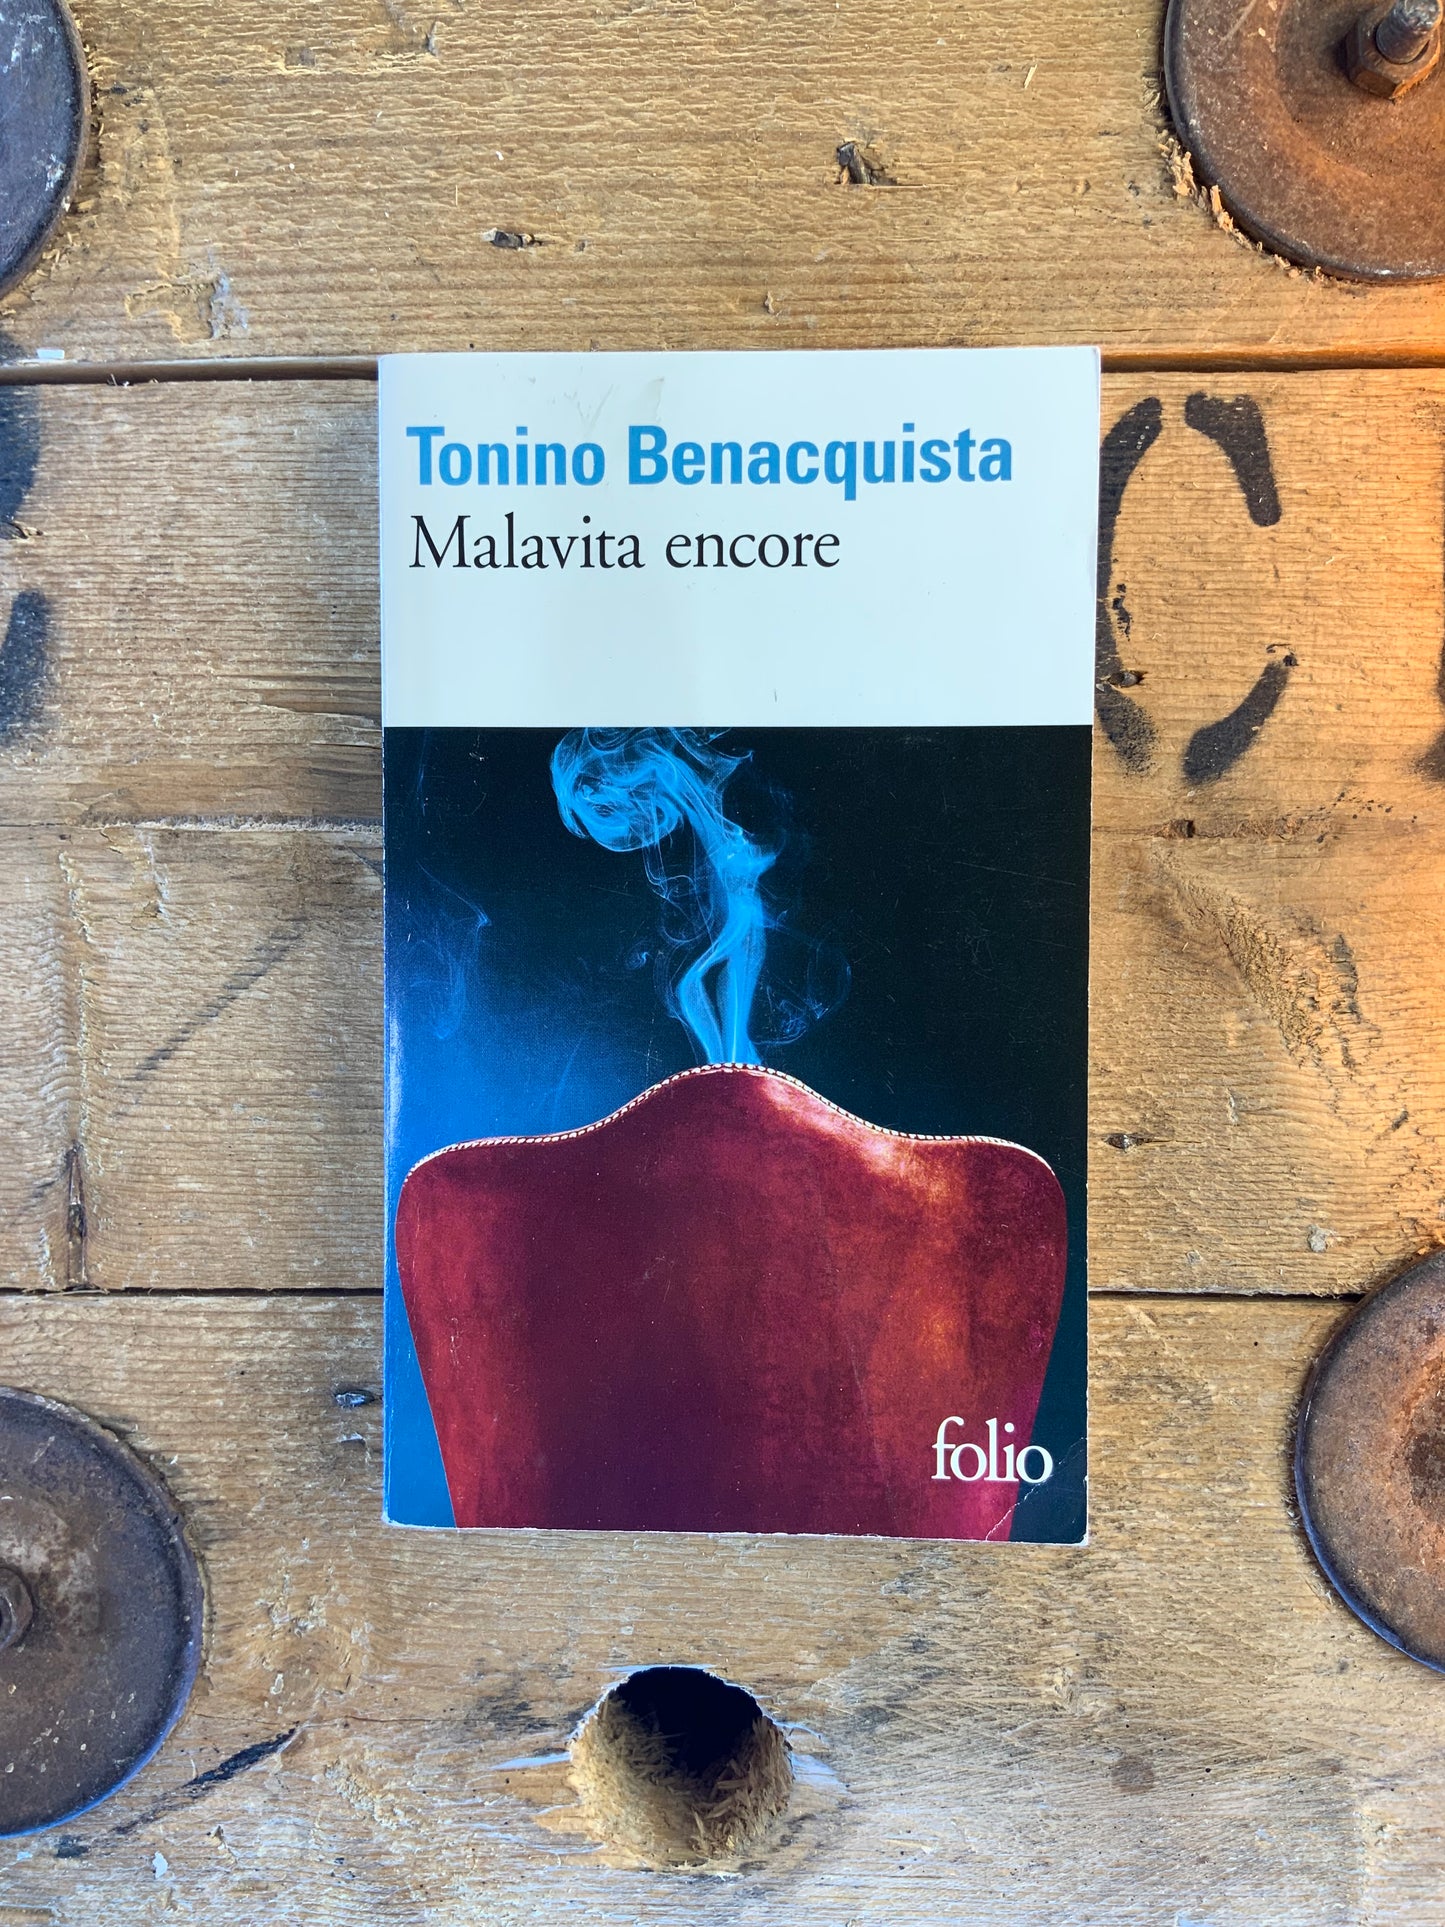 Tonino Benacquista
Malavita encore
C
folio